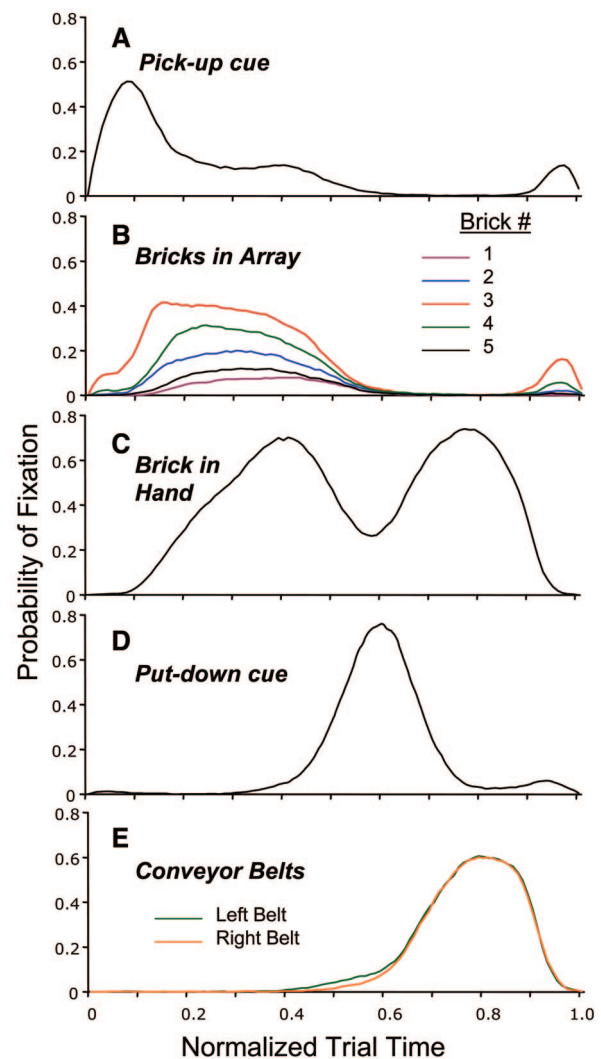 0.8
A
Pick-up cue
0.6
0.4
0.2
0
0.8
B
Brick #
Bricks in Array
1
0.6
2
3
0.4
4
5
0.2
0
0.8
C
Brick in
Hand
0.6
0.4
0.2
0
Probability of Fixation
0.8
D
Put-down cue
0.6
0.4
0.2
0
0.8
E
Conveyor Belts
0.6
Left Belt
0.4
Right Belt
0.2
0
0 0.2 0.4 0.6 0.8 1.0
Normalized Trial Time